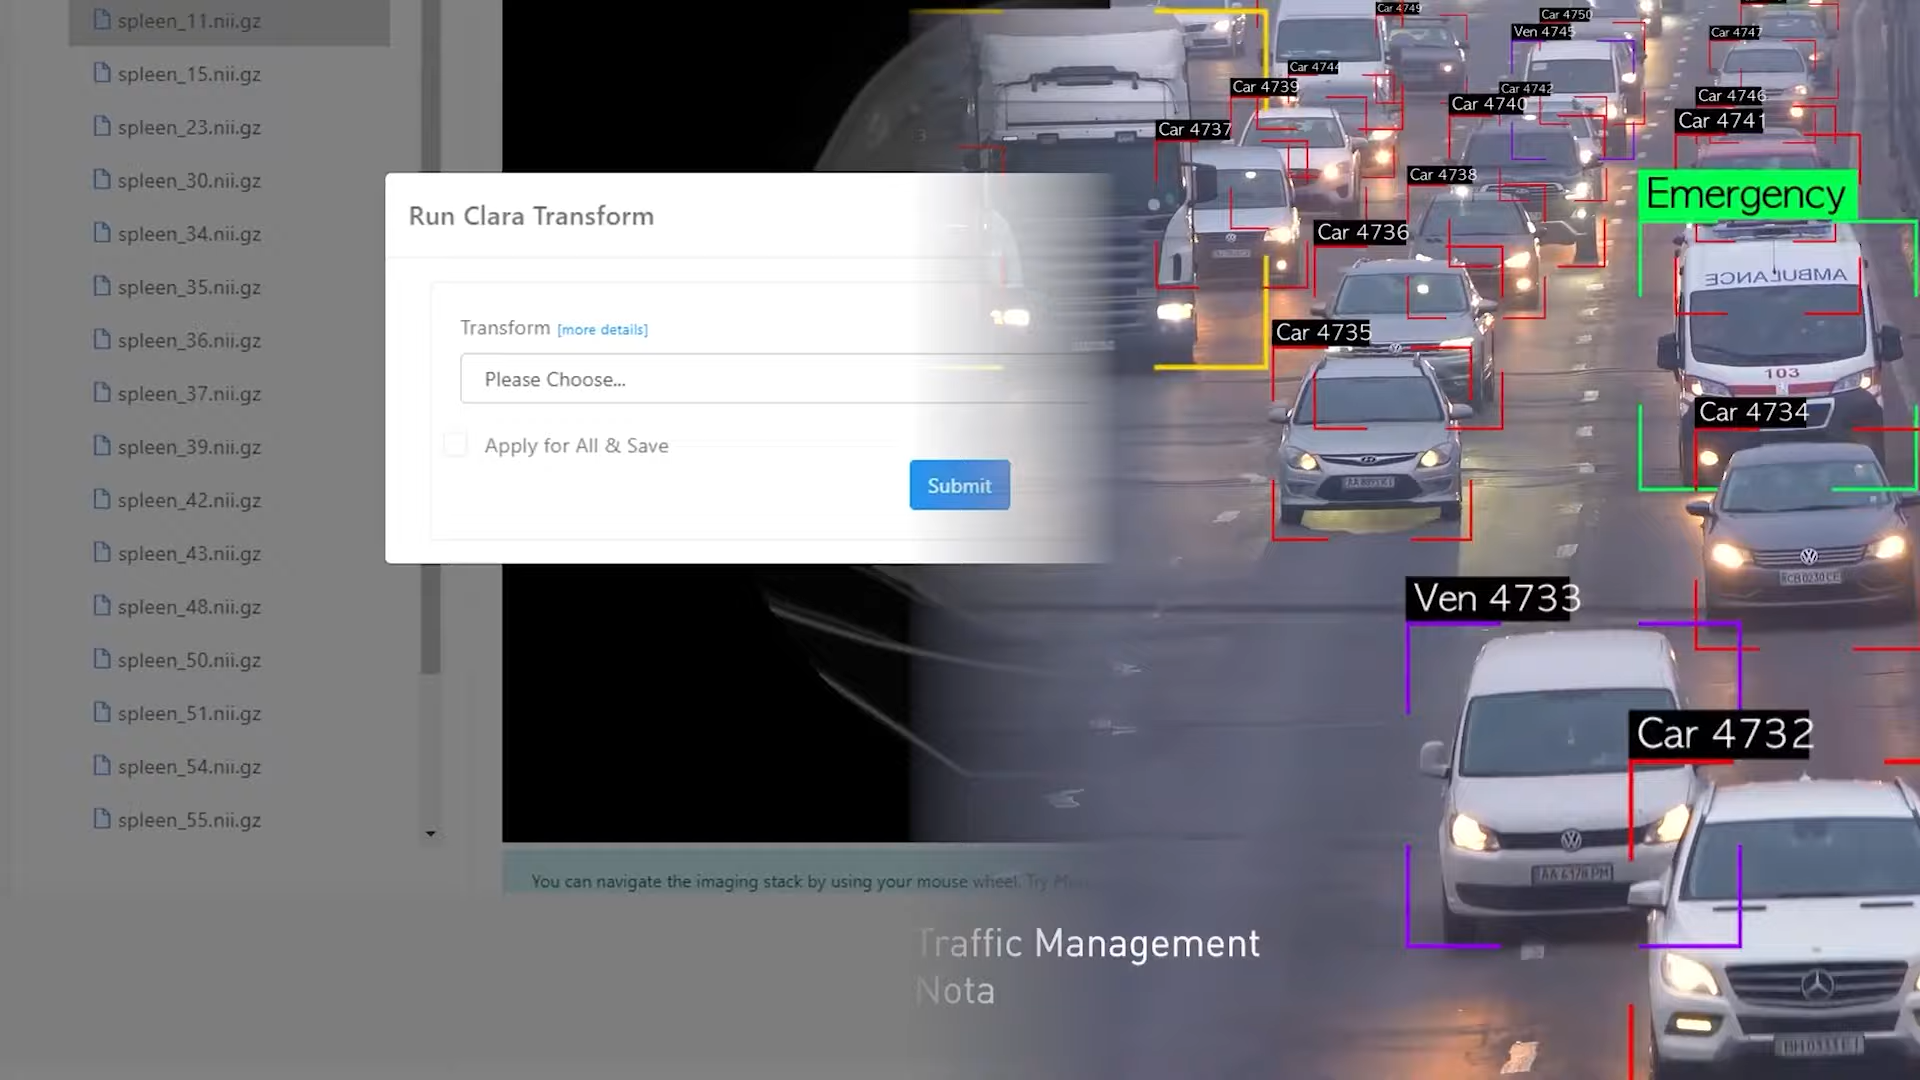 spleen_11.nii.gz
spleen_15.nii.gz
spleen_23.nii.gz
spleen_30.nii.gz
spleen_34.nii.gz
spleen_35.nii.gz
spleen_36.nii.gz
spleen_37.nii.gz
spleen_39.nii.gz
spleen_42.nii.gz
spleen_43.nii.gz
spleen_48.nii.gz
spleen_50.nii.gz
spleen_51.nii.gz
spleen_54.nii.gz
spleen_55.nii.gz
Run Clara Transform
Transform [more details]
Please Choose...
Apply for All & Save
Submit
You can navigate the imaging stack by using your mouse wheel. Try
Traffic Management
Nota
Car 4749
Car 4750
Ven 4745
Car 4747
Car 4744
Car 4739
Car 4742
Car 4740
Car 4746
Car 4741
Car 4737
Car 4738
Emergency
Car 4736
AMBULANCE
Car 4735
103
Car 4734
CB0230CE
Ven 4733
Car 4732
AA 6178 PM